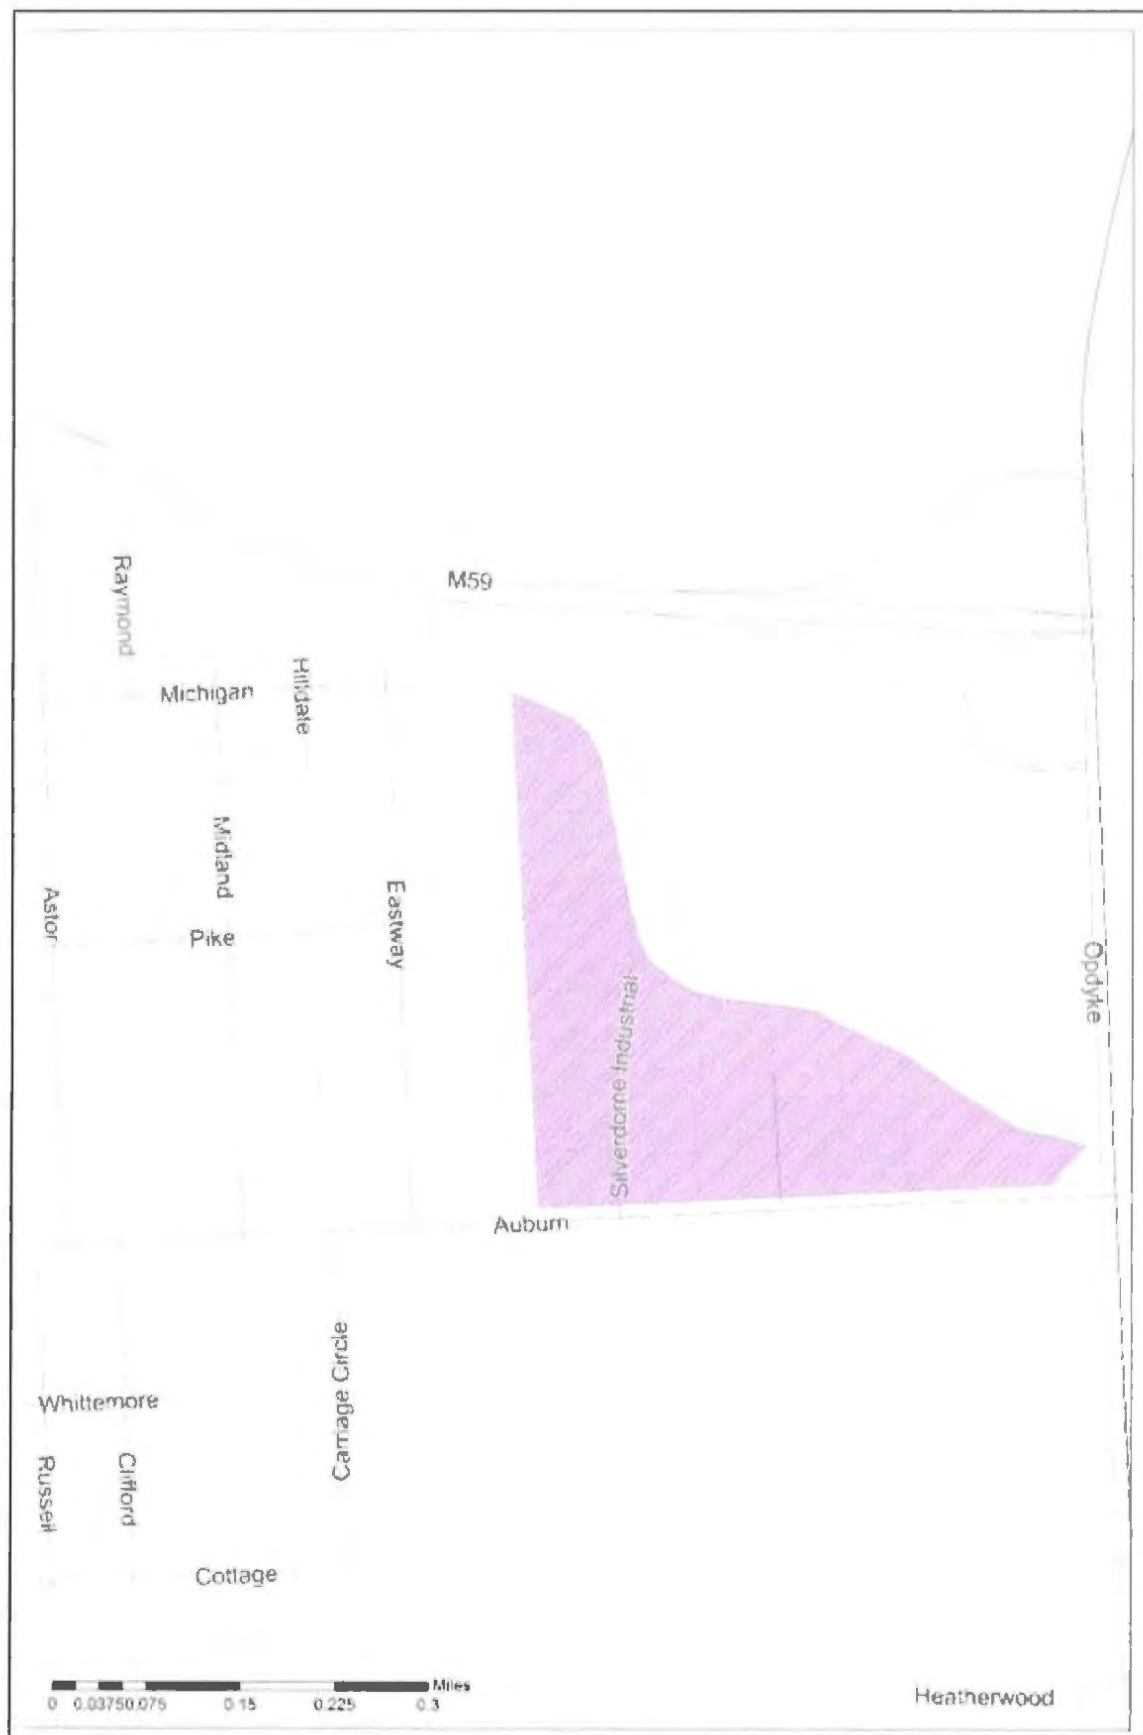 M59
Raymond
Michigan
Hilldale
Midland
Astor
Pike
Eastway
Opdyke
Silverdome Industrial
Auburn
Carriage Circle
Whittemore
Russell
Clifford
Cottage
Miles
0 0.0375 0.075 0.15 0.225 0.3
Heatherwood